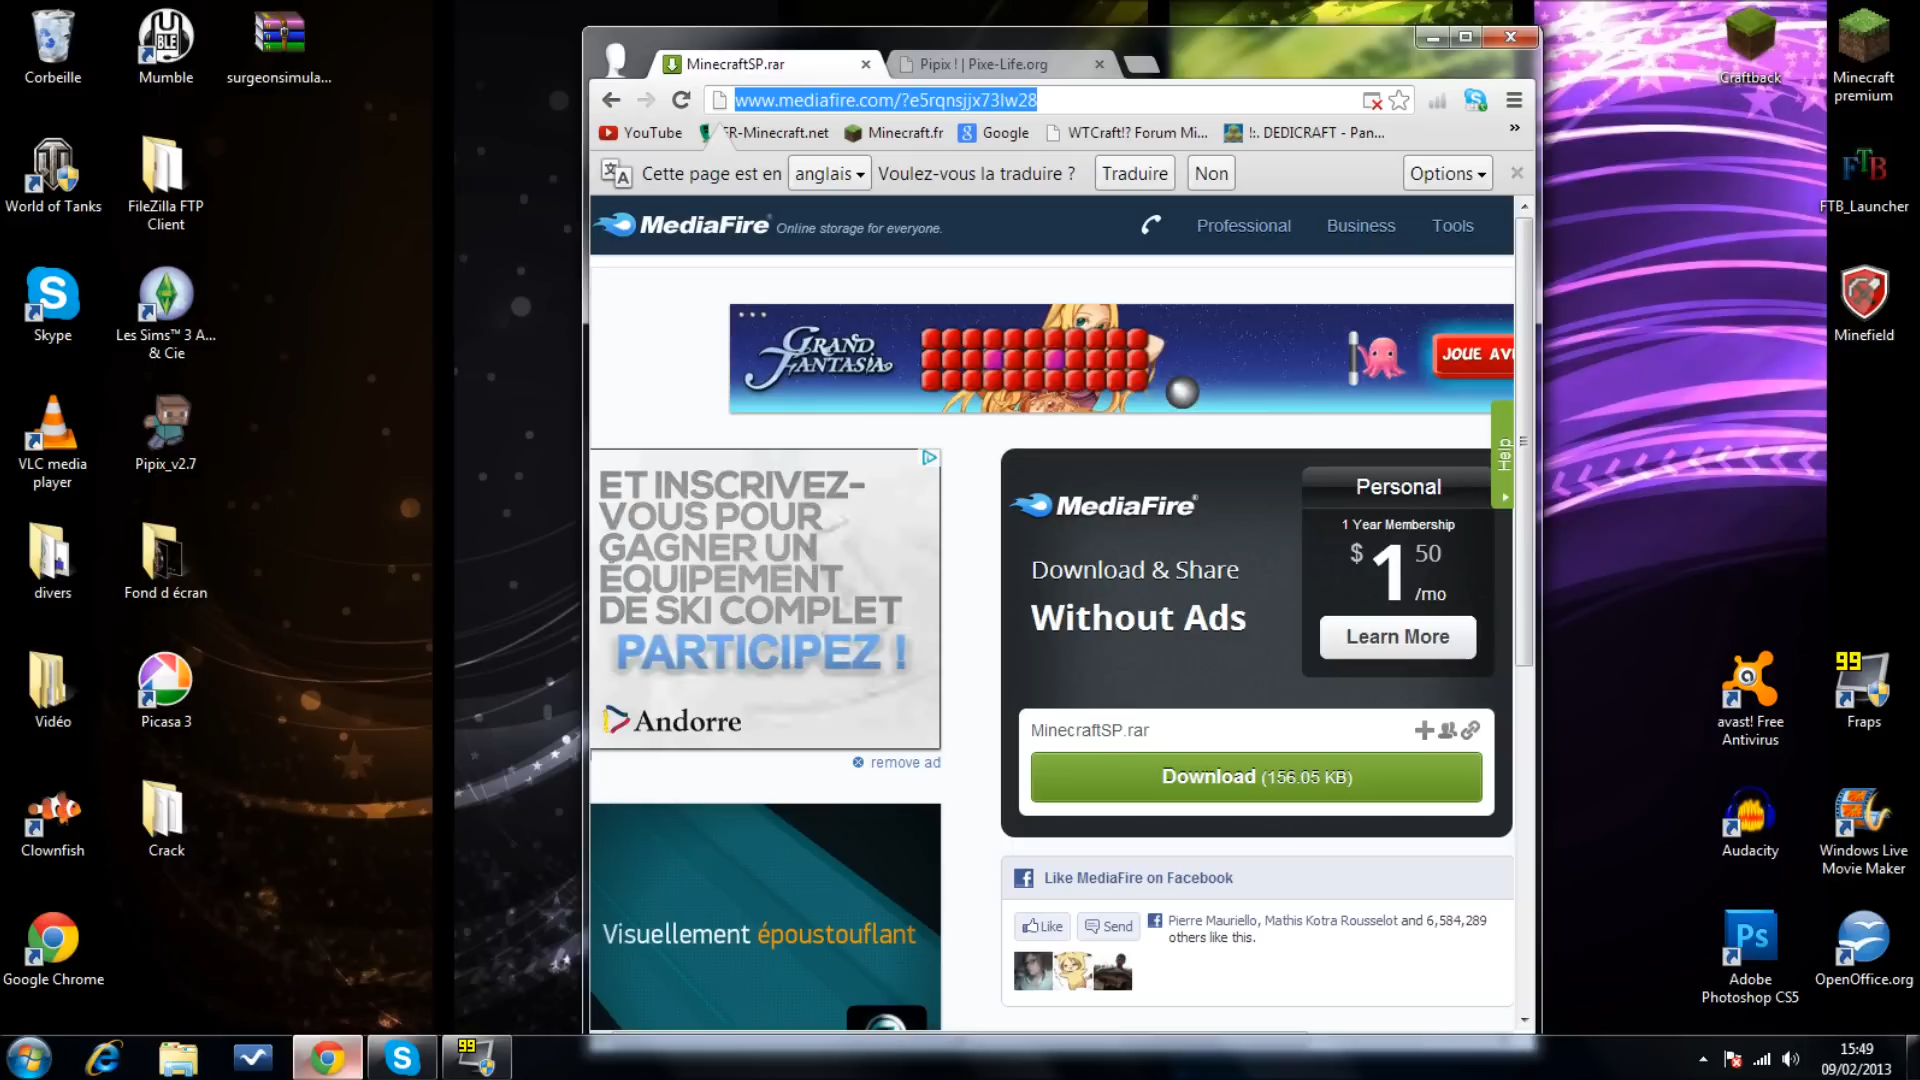 Corbeille
Mumble
surgeonsimula...
World of Tanks
FileZilla FTP
Client
Skype
Les Sims™ 3 A...
& Cie
VLC media
player
Pipix_v2.7
divers
Fond d écran
Vidéo
Picasa 3
Clownfish
Crack
Google Chrome
MinecraftSP.rar
Pipix ! | Pixe-Life.org
www.mediafire.com/?e5rqnsjjx73lw28
YouTube
FR-Minecraft.net
Minecraft.fr
Google
WTCraft!? Forum Mi...
!:. DEDICRAFT - Pan...
Cette page est en anglais Voulez-vous la traduire ? Traduire Non Options
MediaFire Online storage for everyone.
Professional Business Tools
GRAND
FANTASIA
JOUE AV
Help
ET INSCRIVEZ-
VOUS POUR
GAGNER UN
ÉQUIPEMENT
DE SKI COMPLET
PARTICIPEZ !
Andorre
remove ad
Visuellement époustouflant
MediaFire
Download & Share
Without Ads
Personal
1 Year Membership
$ 1 50
/mo
Learn More
MinecraftSP.rar
Download (156.05 KB)
Like MediaFire on Facebook
Like Send Pierre Mauriello, Mathis Kotra Rousselot and 6,584,289
others like this.
Craftback
Minecraft
premium
FTB
FTB_Launcher
Minefield
avast! Free
Antivirus
99
Fraps
Audacity
Windows Live
Movie Maker
Ps
Adobe
Photoshop CS5
OpenOffice.org
99
15:49
09/02/2013